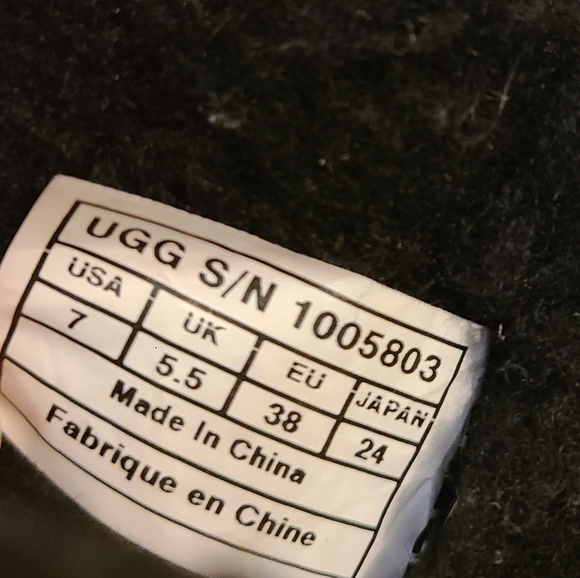 UGG S/N 1005803
USA UK EU JAPAN
7 5.5 38 24
Made In China
Fabrique en Chine